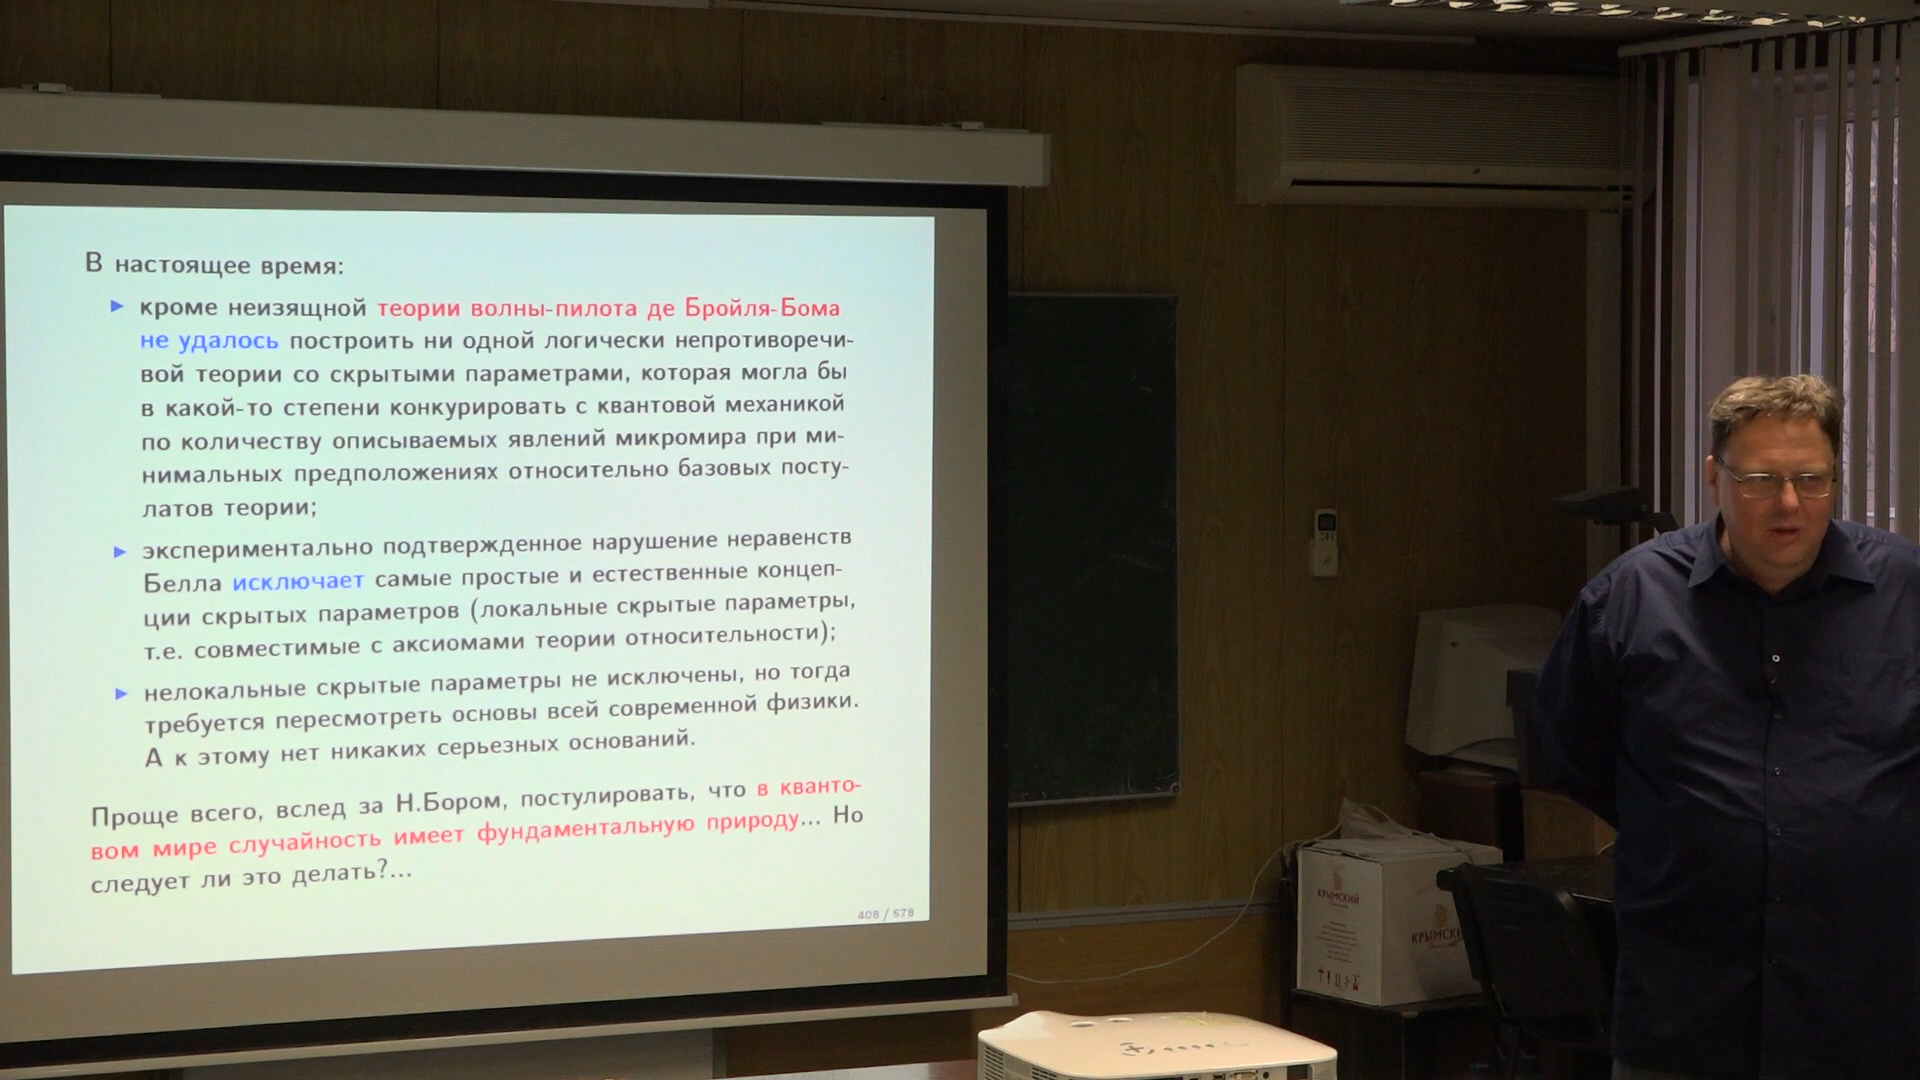 В настоящее время:
► кроме неизящной теории волны-пилота де Бройля-Бома
не удалось построить ни одной логически непротиворечи-
вой теории со скрытыми параметрами, которая могла бы
в какой-то степени конкурировать с квантовой механикой
по количеству описываемых явлений микромира при ми-
нимальных предположениях относительно базовых посту-
латов теории;
► экспериментально подтвержденное нарушение неравенств
Белла исключает самые простые и естественные концеп-
ции скрытых параметров (локальные скрытые параметры,
т.е. совместимые с аксиомами теории относительности);
► нелокальные скрытые параметры не исключены, но тогда
требуется пересмотреть основы всей современной физики.
А к этому нет никаких серьезных оснований.
Проще всего, вслед за Н.Бором, постулировать, что в кванто-
вом мире случайность имеет фундаментальную природу... Но
следует ли это делать?...
408 / 578
КРЫМСКИЙ